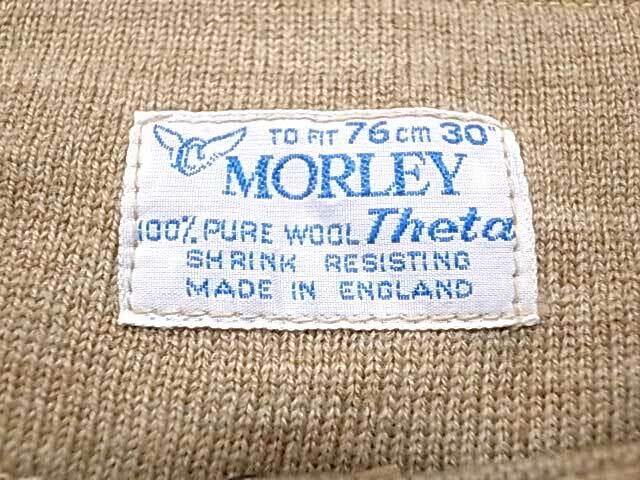 TO FIT 76 cm 30"
MORLEY
100% PURE WOOL Theta
SHRINK RESISTING
MADE IN ENGLAND